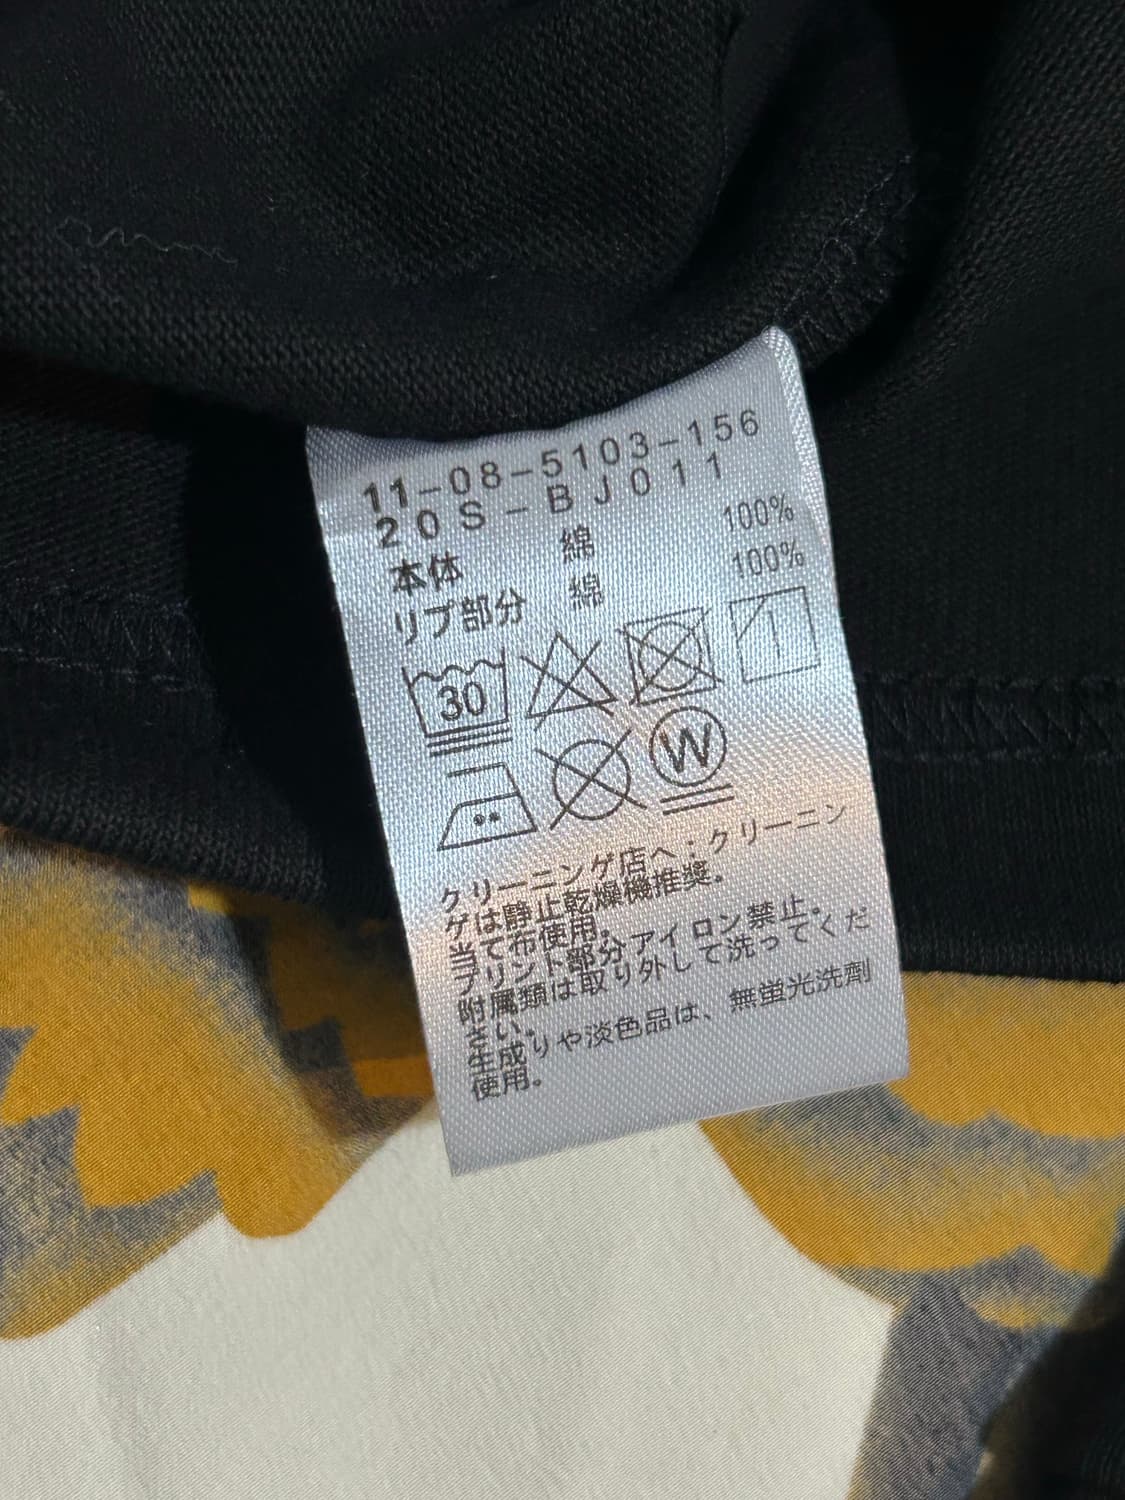 11-08-5103-156
20S-BJ011
本体 綿 100%
リブ部分 綿 100%
30
W
クリーニング店へ：クリーニン
グは静止乾燥機推奨。
当て布使用。
プリント部分アイロン禁止。
附属類は取り外して洗ってくだ
さい。
生成りや淡色品は、無蛍光洗剤
使用。